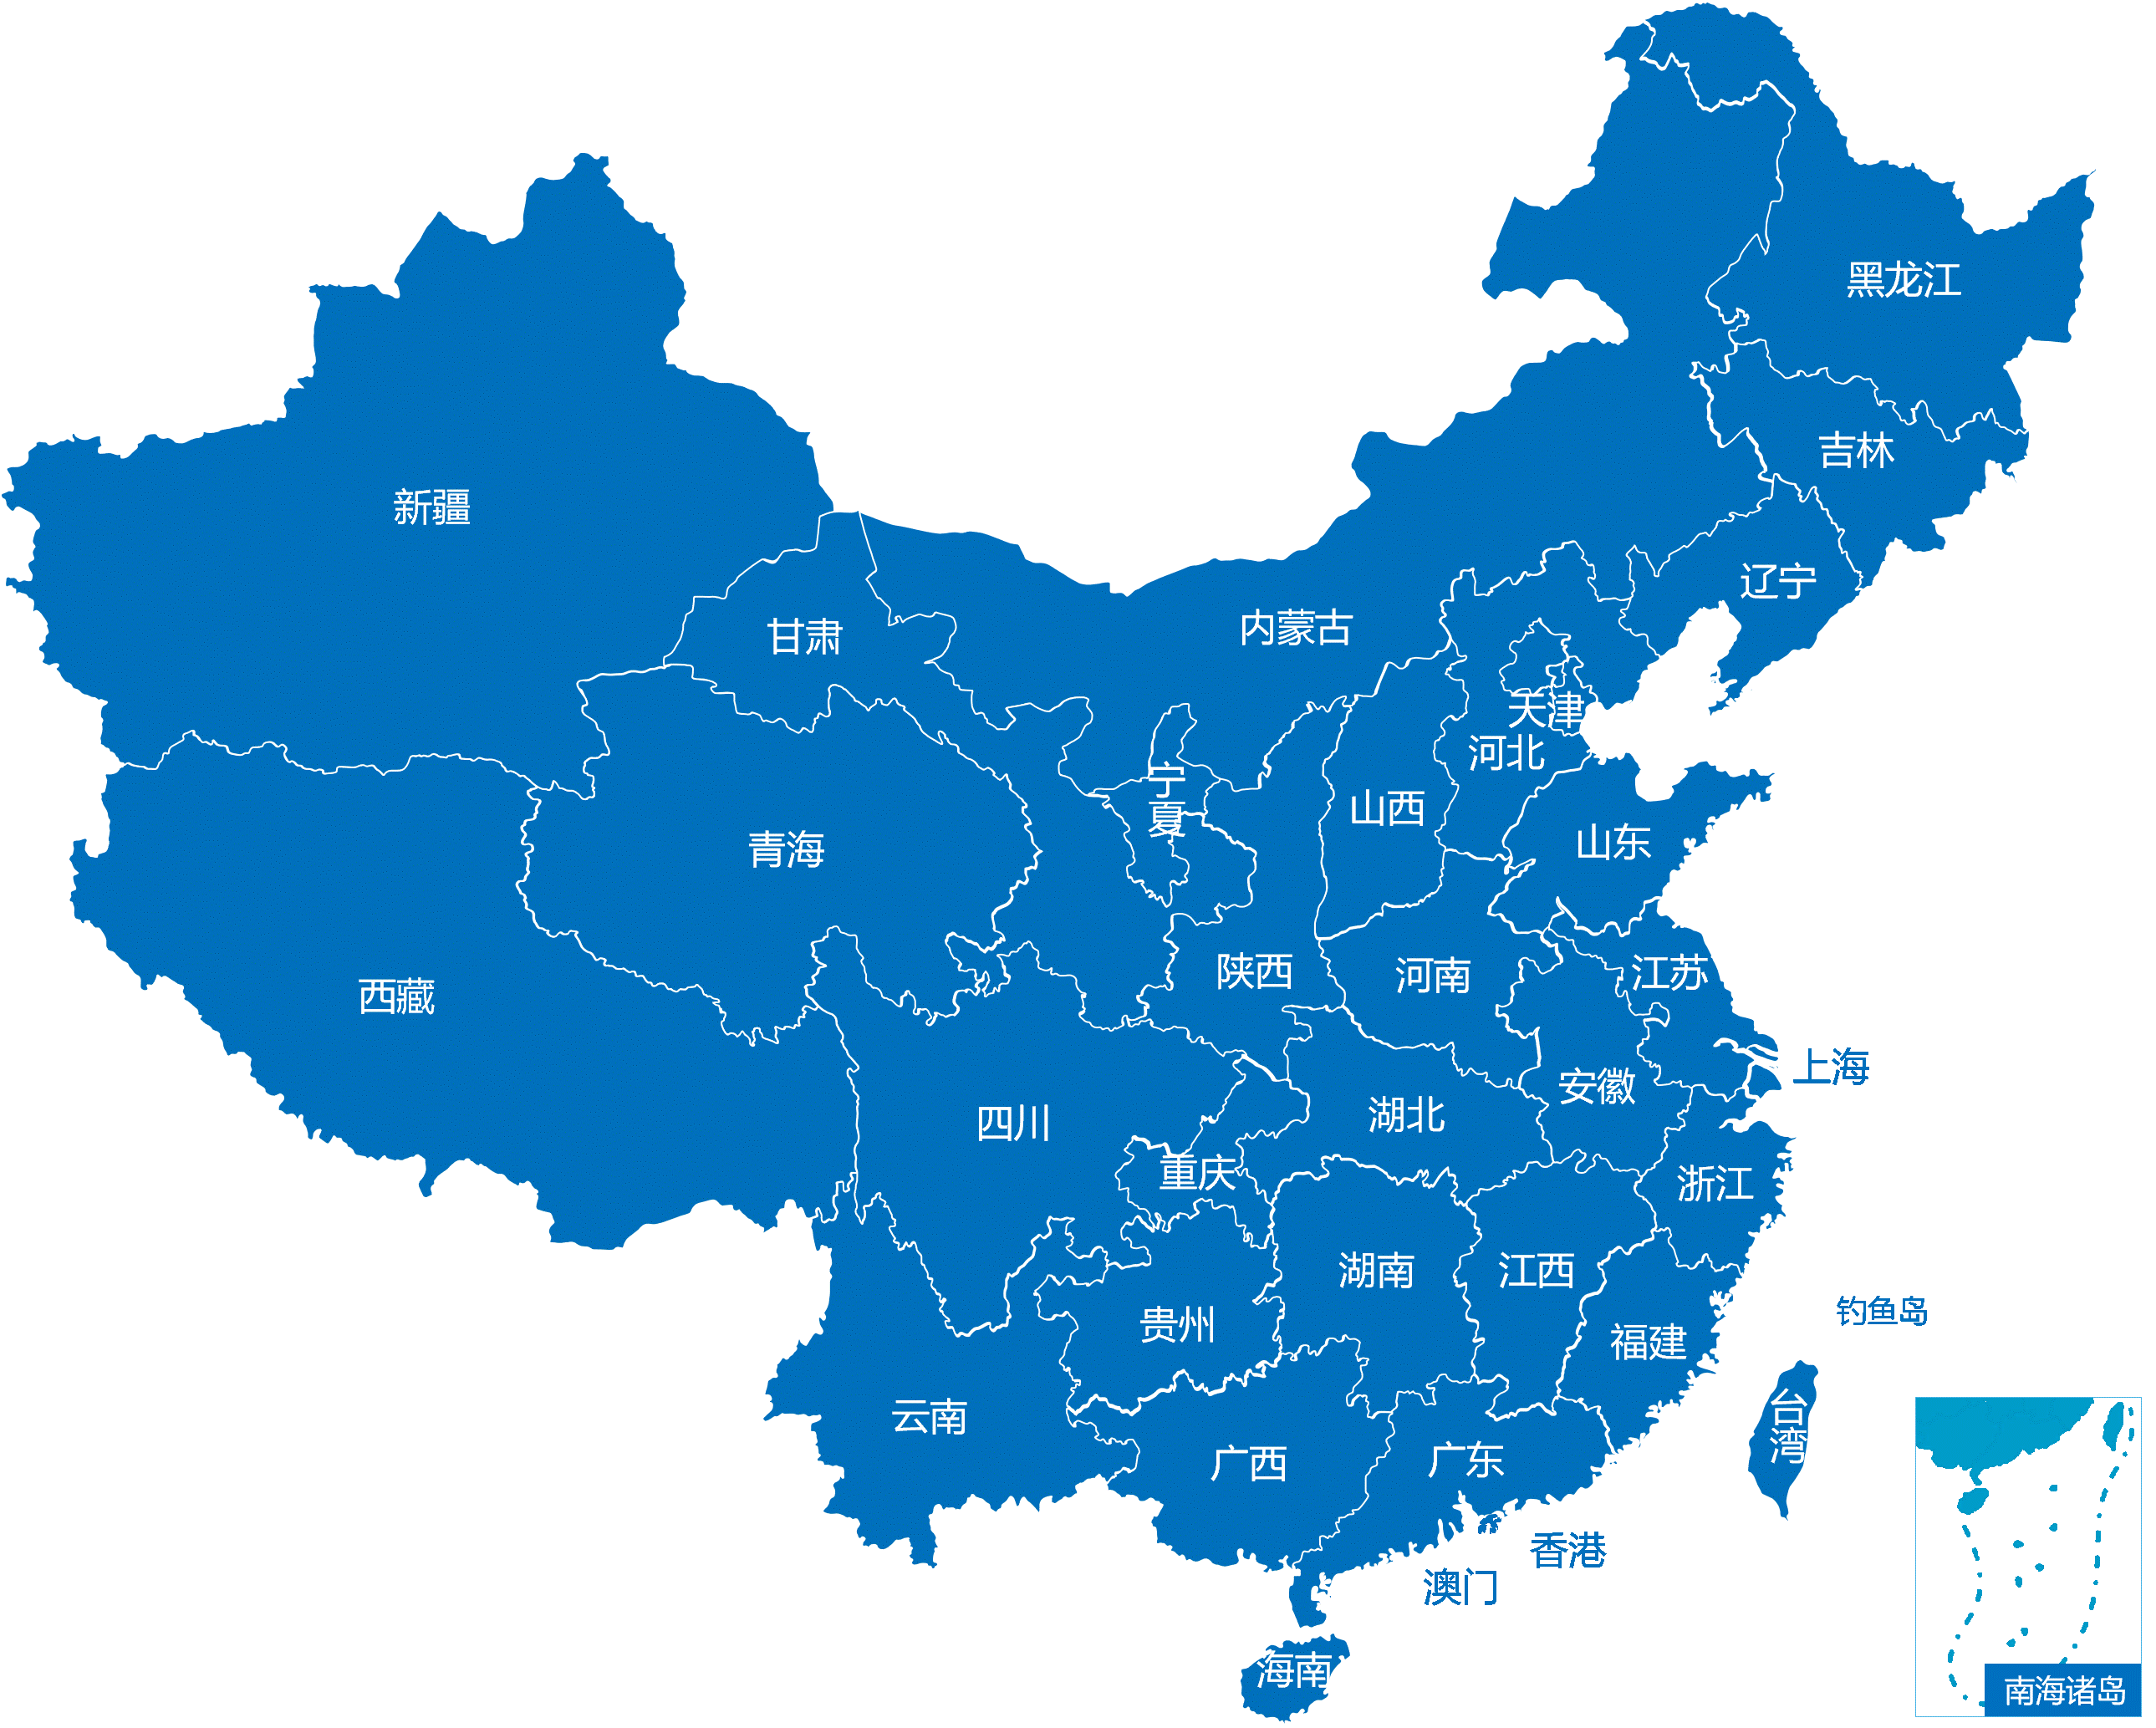 黑龙江
吉林
新疆
辽宁
甘肃
内蒙古
天津
河北
宁
夏
山西
山东
青海
陕西
河南
江苏
西藏
上海
安徽
四川
湖北
重庆
浙江
湖南
江西
钓鱼岛
贵州
福建
云南
台
湾
广西
广东
香港
澳门
海南
南海诸岛